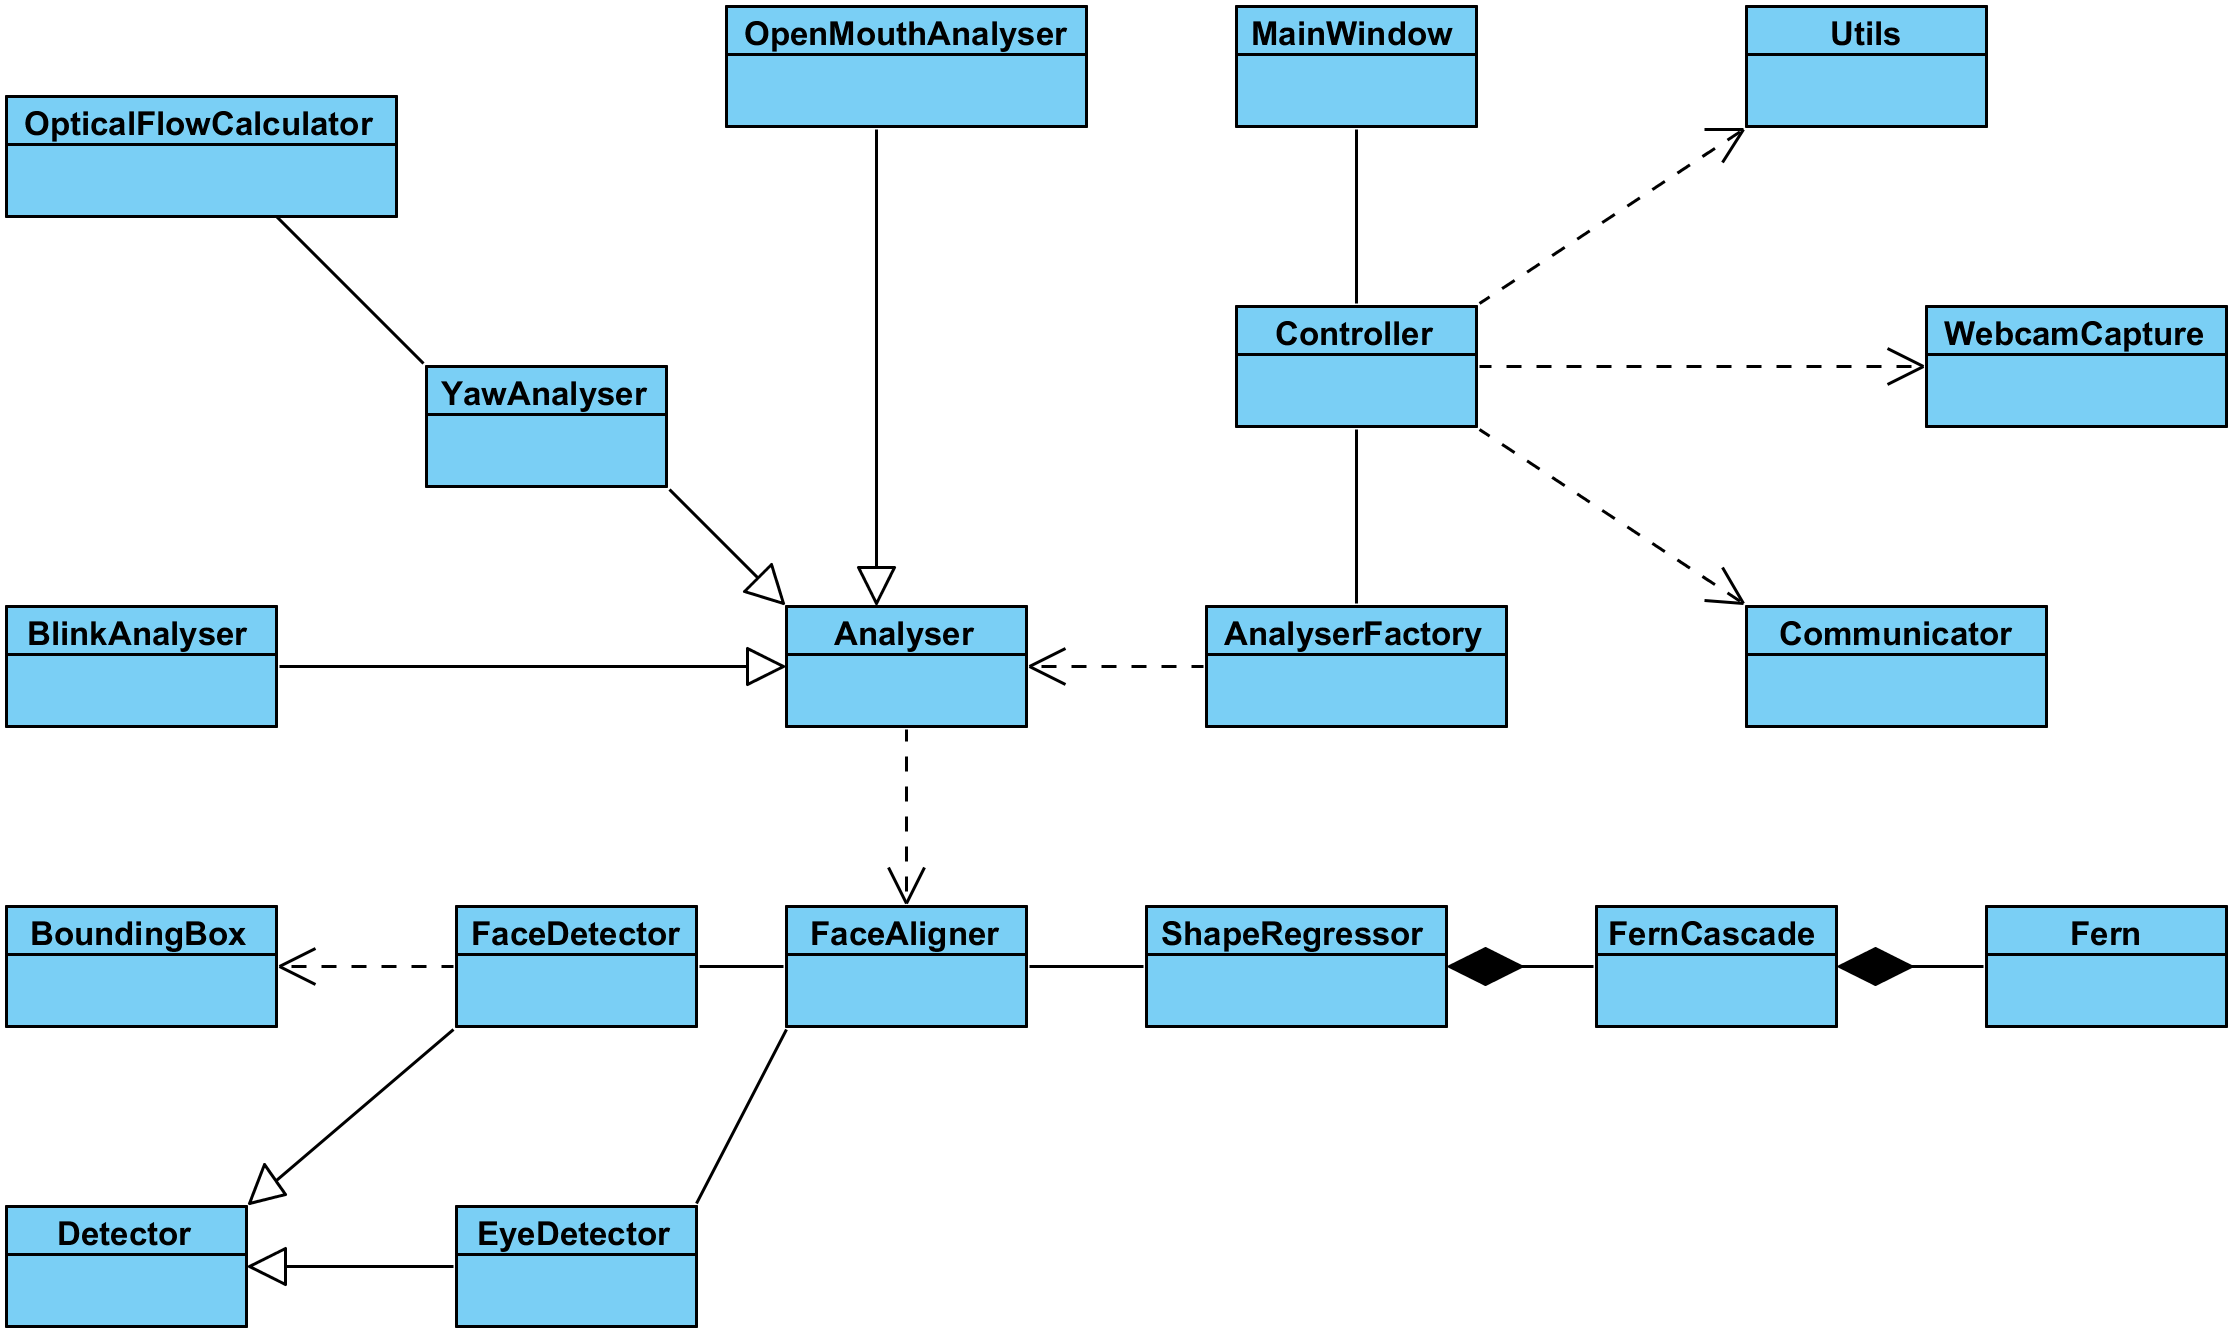 OpenMouthAnalyser
MainWindow
Utils
OpticalFlowCalculator
Controller
WebcamCapture
YawAnalyser
BlinkAnalyser
Analyser
AnalyserFactory
Communicator
BoundingBox
FaceDetector
FaceAligner
ShapeRegressor
FernCascade
Fern
Detector
EyeDetector